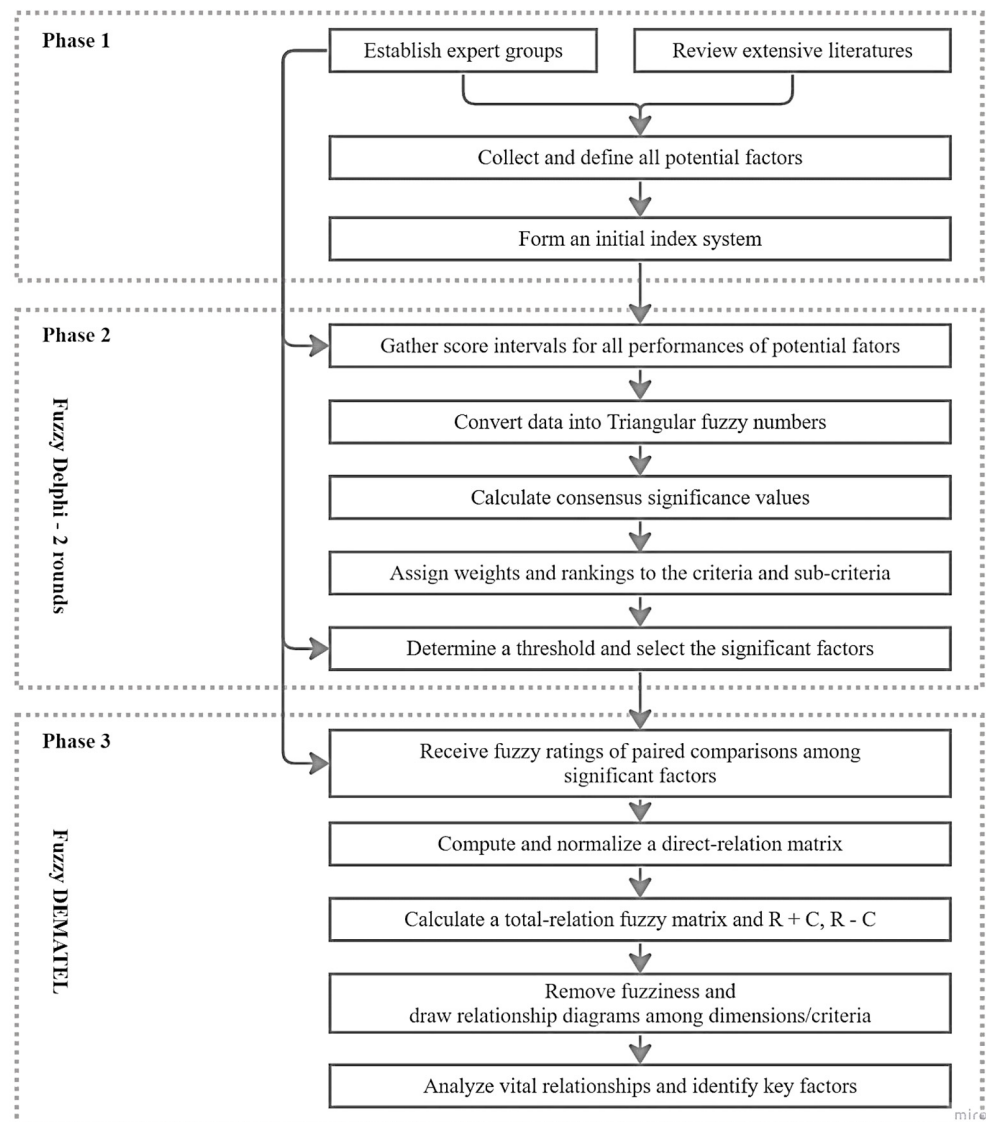 Phase 1
Establish expert groups
Review extensive literatures
Collect and define all potential factors
Form an initial index system
Phase 2
Fuzzy Delphi - 2 rounds
Gather score intervals for all performances of potential fators
Convert data into Triangular fuzzy numbers
Calculate consensus significance values
Assign weights and rankings to the criteria and sub-criteria
Determine a threshold and select the significant factors
Phase 3
Fuzzy DEMATEL
Receive fuzzy ratings of paired comparisons among
significant factors
Compute and normalize a direct-relation matrix
Calculate a total-relation fuzzy matrix and R + C, R - C
Remove fuzziness and
draw relationship diagrams among dimensions/criteria
Analyze vital relationships and identify key factors
miro